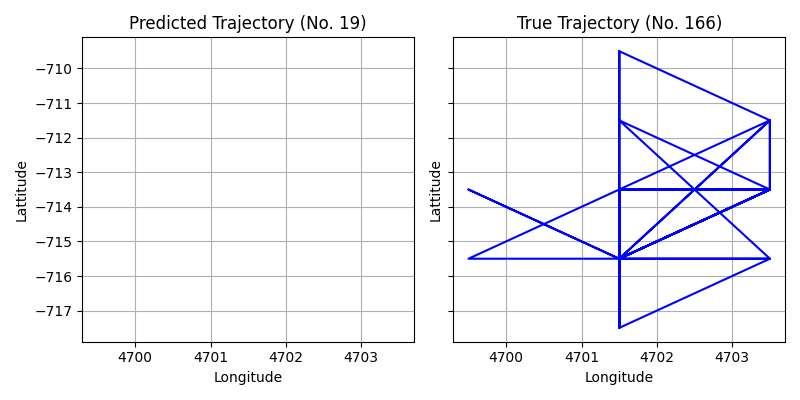 Predicted Trajectory (No. 19)
True Trajectory (No. 166)
Lattitude
−710
−711
−712
−713
−714
−715
−716
−717
4700
4701
4702
4703
Longitude
Lattitude
4700
4701
4702
4703
Longitude